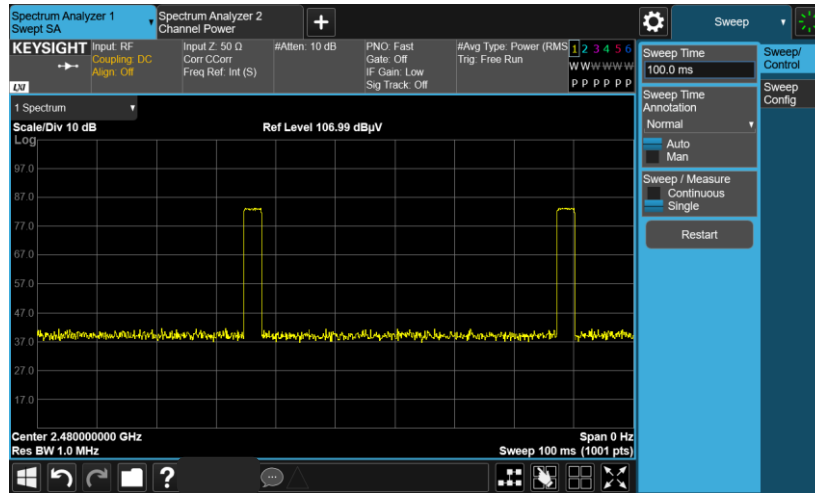 Spectrum Analyzer 1
Swept SA
Spectrum Analyzer 2
Channel Power
Sweep
KEYSIGHT
Input: RF
Coupling: DC
Align: Off
Input Z: 50 Ω
Corr CCorr
Freq Ref: Int (S)
#Atten: 10 dB
PNO: Fast
Gate: Off
IF Gain: Low
Sig Track: Off
#Avg Type: Power (RMS
Trig: Free Run
1 2 3 4 5 6
W W W W W W
P P P P P P
LXI
1 Spectrum
Scale/Div 10 dB
Ref Level 106.99 dBµV
Log
97.0
87.0
77.0
67.0
57.0
47.0
37.0
27.0
17.0
Center 2.480000000 GHz
Span 0 Hz
Res BW 1.0 MHz
Sweep 100 ms (1001 pts)
Sweep Time
100.0 ms
Sweep Time
Annotation
Normal
Auto
Man
Sweep / Measure
Continuous
Single
Restart
Sweep/
Control
Sweep
Config
?